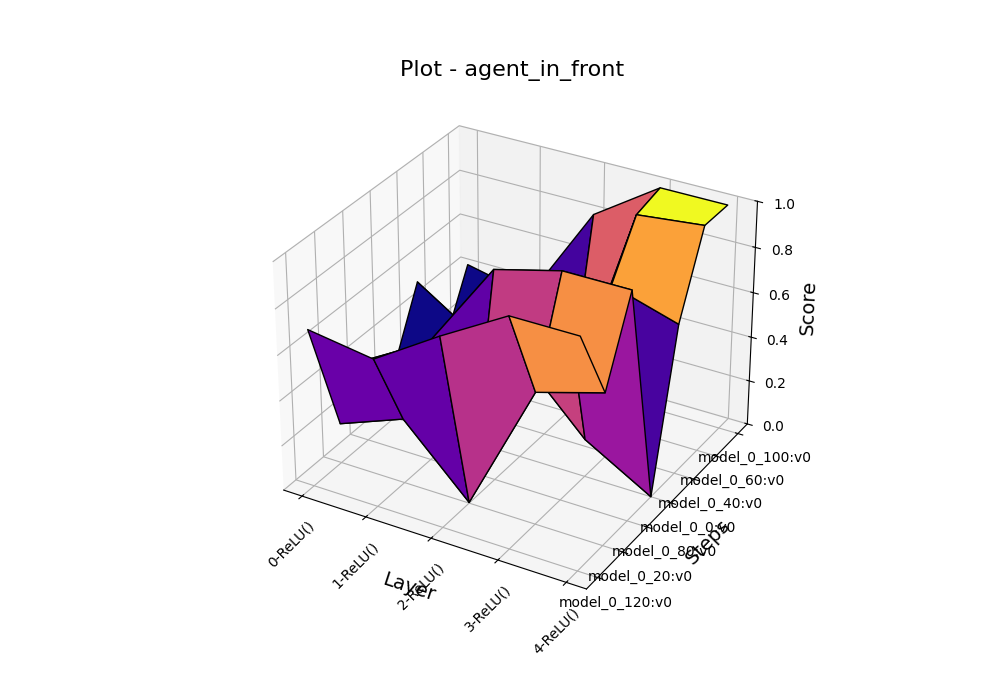 Plot - agent_in_front
1.0
0.8
0.6
0.4
0.2
0.0
Score
model_0_100:v0
model_0_60:v0
model_0_40:v0
model_0_0:v0
model_0_80:v0
model_0_20:v0
model_0_120:v0
Steps
0-ReLU()
1-ReLU()
2-ReLU()
3-ReLU()
4-ReLU()
Layer